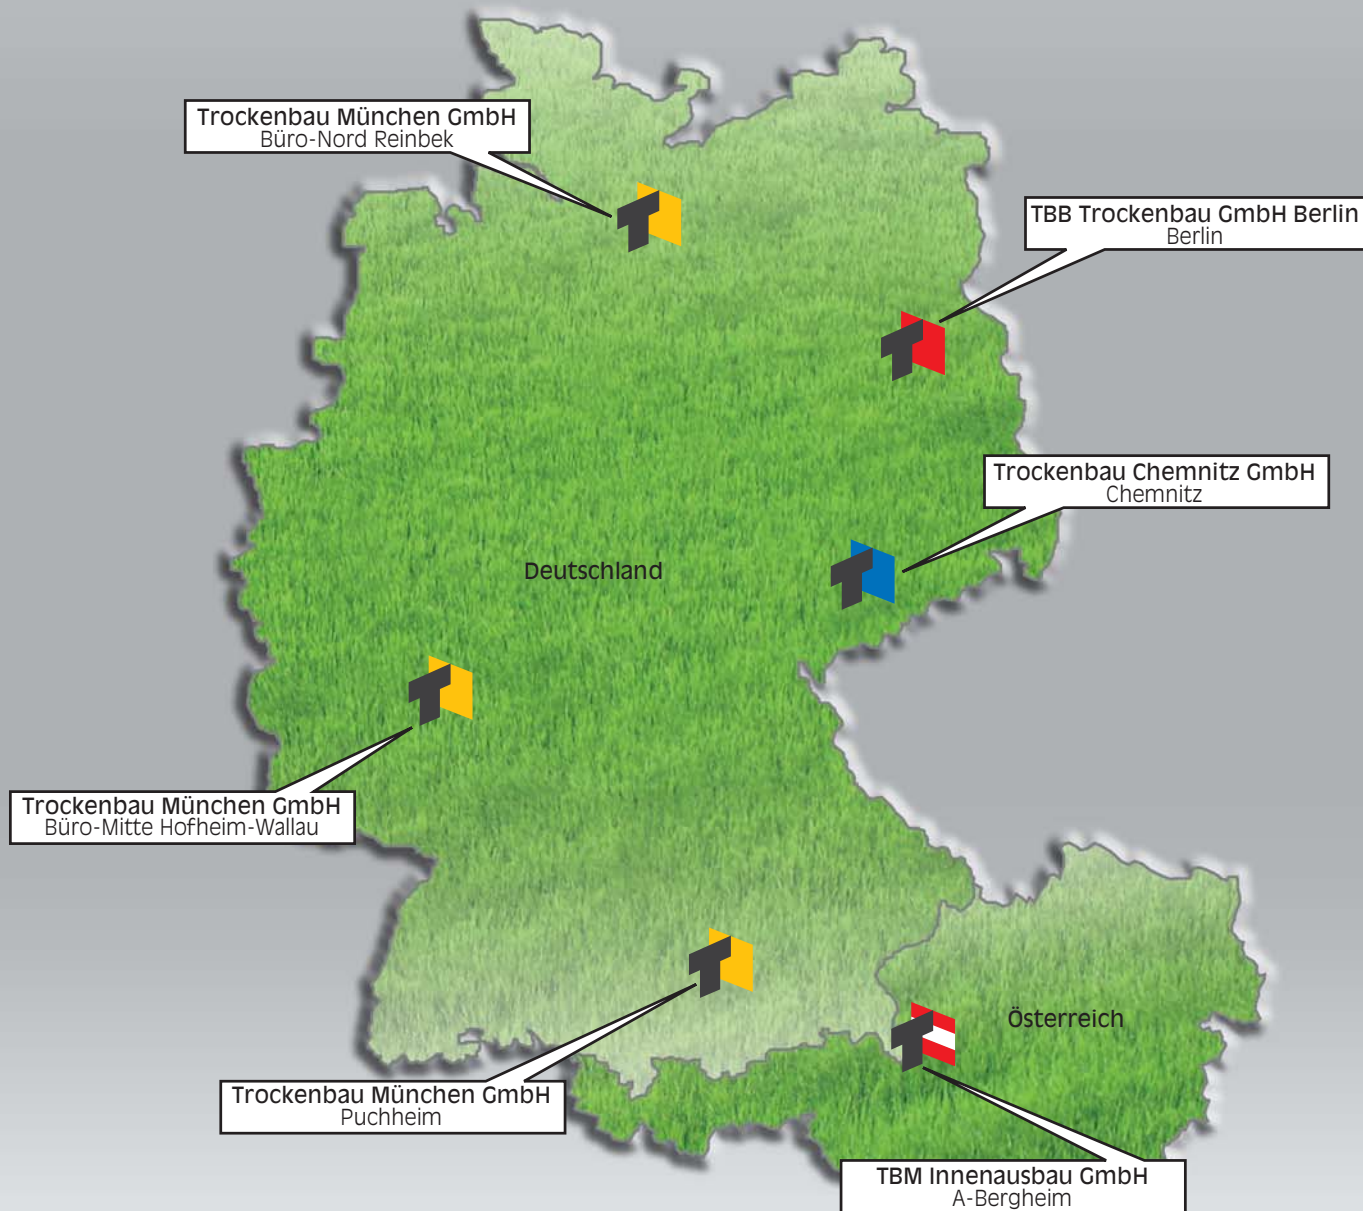 Trockenbau München GmbH
Büro-Nord Reinbek
TBB Trockenbau GmbH Berlin
Berlin
Trockenbau Chemnitz GmbH
Chemnitz
Deutschland
Trockenbau München GmbH
Büro-Mitte Hofheim-Wallau
Österreich
Trockenbau München GmbH
Puchheim
TBM Innenausbau GmbH
A-Bergheim